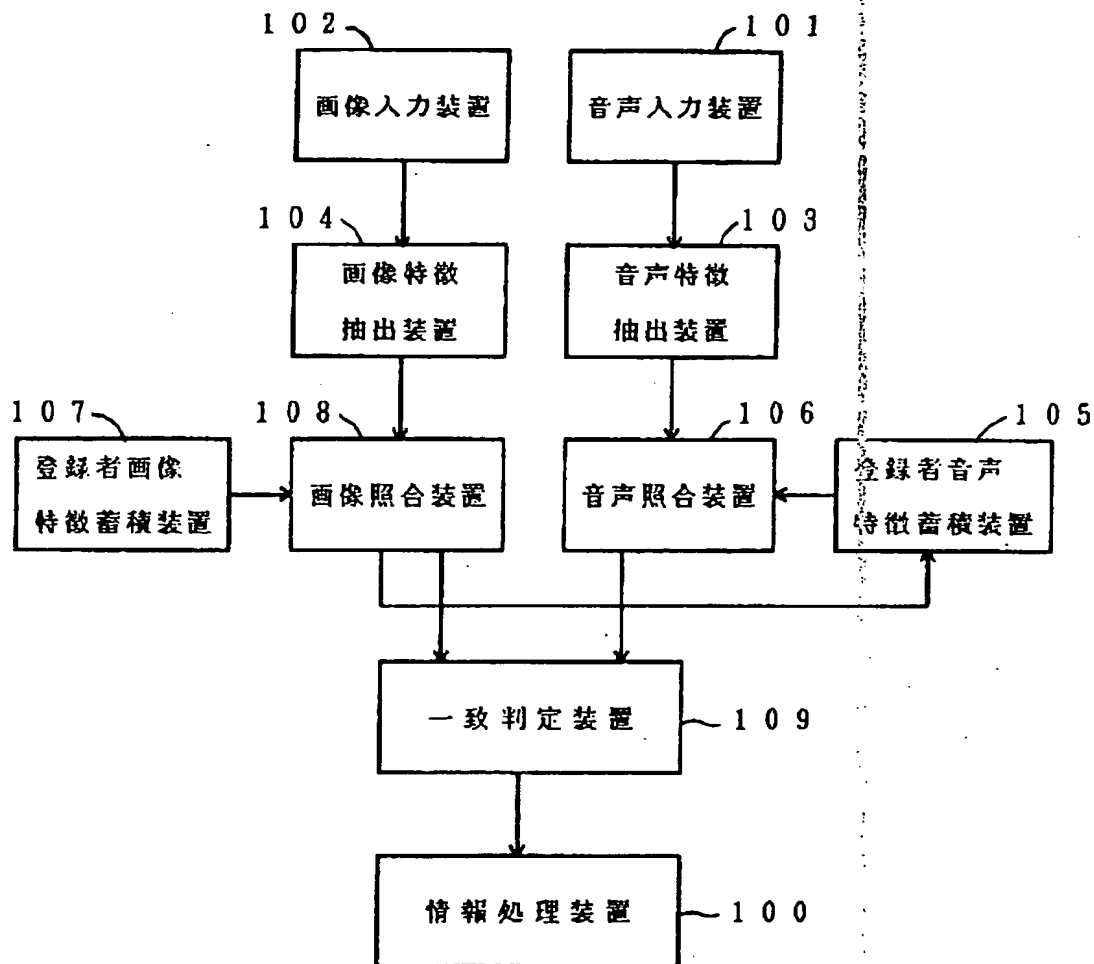 102
101
画像入力装置
音声入力装置
104
103
画像特徴
抽出装置
音声特徴
抽出装置
107
108
106
105
登録者画像
特徴蓄積装置
画像照合装置
音声照合装置
登録者音声
特徴蓄積装置
一致判定装置
109
情報処理装置
100